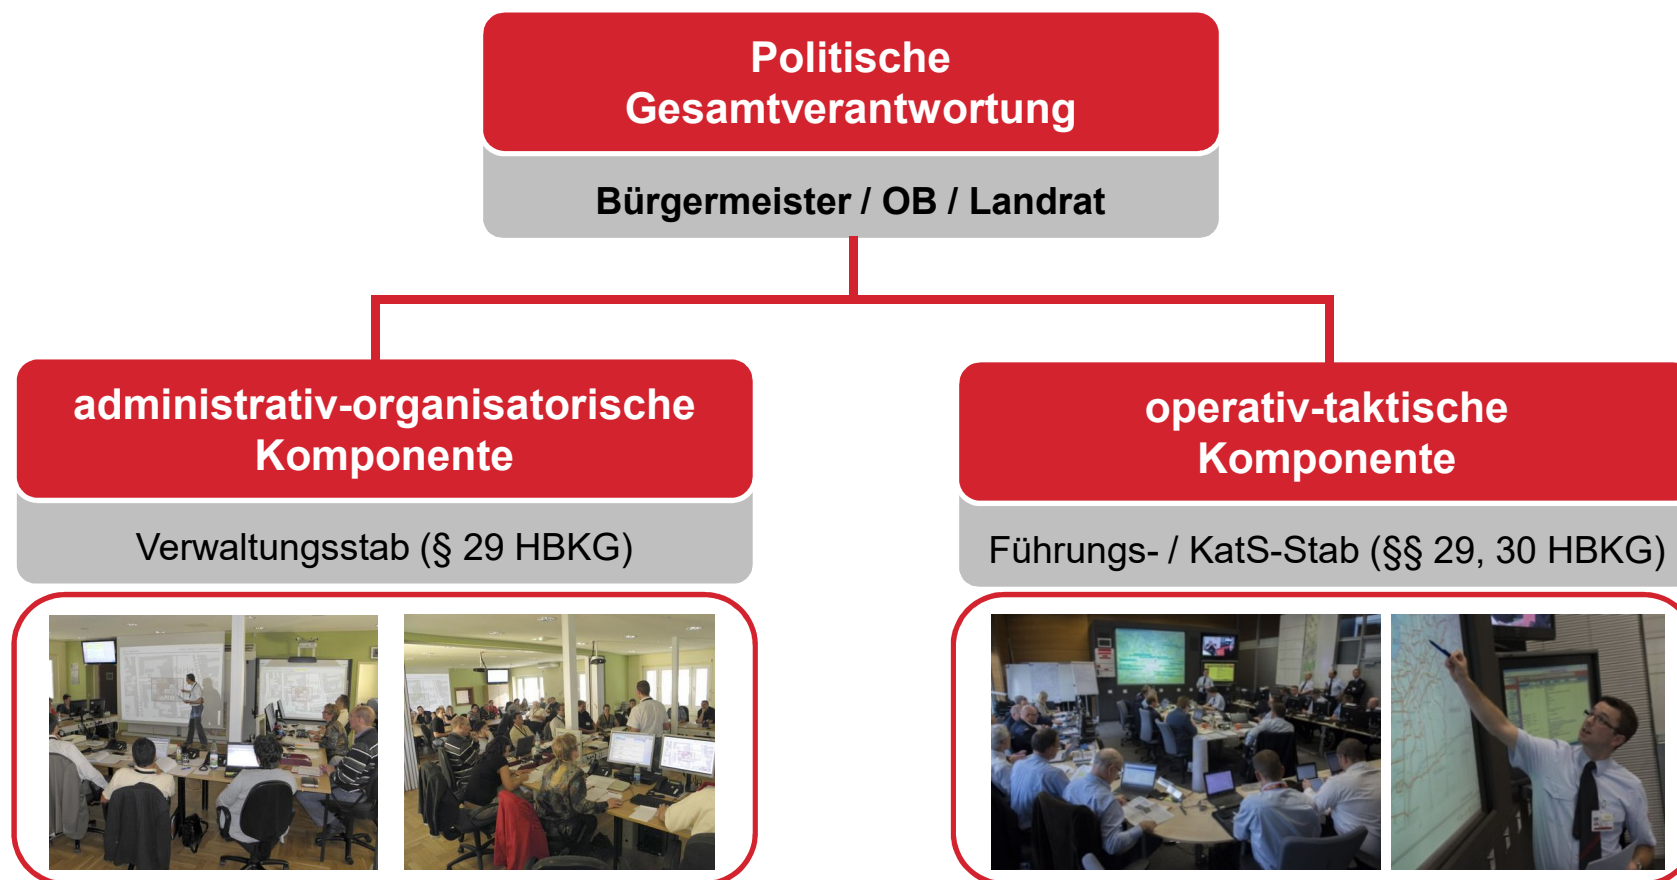 Politische
Gesamtverantwortung
Bürgermeister / OB / Landrat
administrativ-organisatorische
Komponente
Verwaltungsstab (§ 29 HBKG)
operativ-taktische
Komponente
Führungs- / KatS-Stab (§§ 29, 30 HBKG)